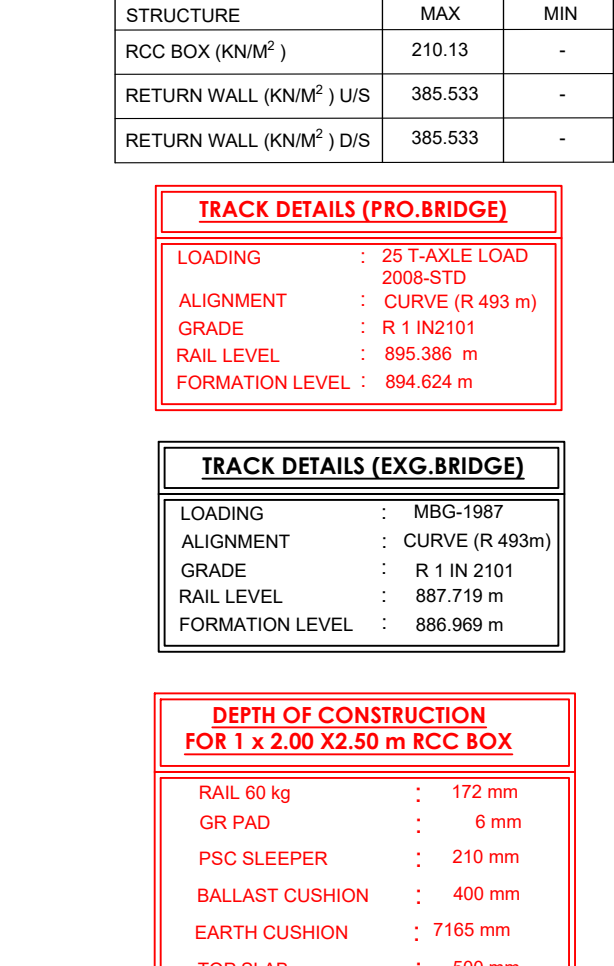 STRUCTURE MAX MIN
RCC BOX (KN/M² ) 210.13 -
RETURN WALL (KN/M² ) U/S 385.533 -
RETURN WALL (KN/M² ) D/S 385.533 -
TRACK DETAILS (PRO.BRIDGE)
LOADING : 25 T-AXLE LOAD
2008-STD
ALIGNMENT : CURVE (R 493 m)
GRADE : R 1 IN2101
RAIL LEVEL : 895.386 m
FORMATION LEVEL : 894.624 m
TRACK DETAILS (EXG.BRIDGE)
LOADING : MBG-1987
ALIGNMENT : CURVE (R 493m)
GRADE : R 1 IN 2101
RAIL LEVEL : 887.719 m
FORMATION LEVEL : 886.969 m
DEPTH OF CONSTRUCTION
FOR 1 x 2.00 X2.50 m RCC BOX
RAIL 60 kg : 172 mm
GR PAD : 6 mm
PSC SLEEPER : 210 mm
BALLAST CUSHION : 400 mm
EARTH CUSHION : 7165 mm
TOP SLAB : 500 mm